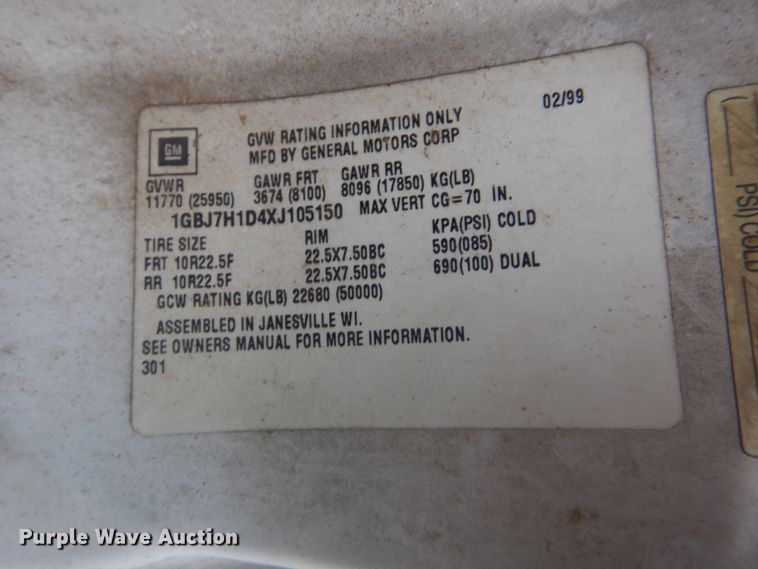 02/99
GM
GVW RATING INFORMATION ONLY
MFD BY GENERAL MOTORS CORP
GVWR GAWR FRT GAWR RR
11770 (25950) 3674 (8100) 8096 (17850) KG(LB)
1GBJ7H1D4XJ105150 MAX VERT CG=70 IN.
TIRE SIZE RIM KPA(PSI) COLD
FRT 10R22.5F 22.5X7.50BC 590(085)
RR 10R22.5F 22.5X7.50BC 690(100) DUAL
GCW RATING KG(LB) 22680 (50000)
ASSEMBLED IN JANESVILLE WI.
SEE OWNERS MANUAL FOR MORE INFORMATION.
301
PSI) COLD
Purple Wave Auction